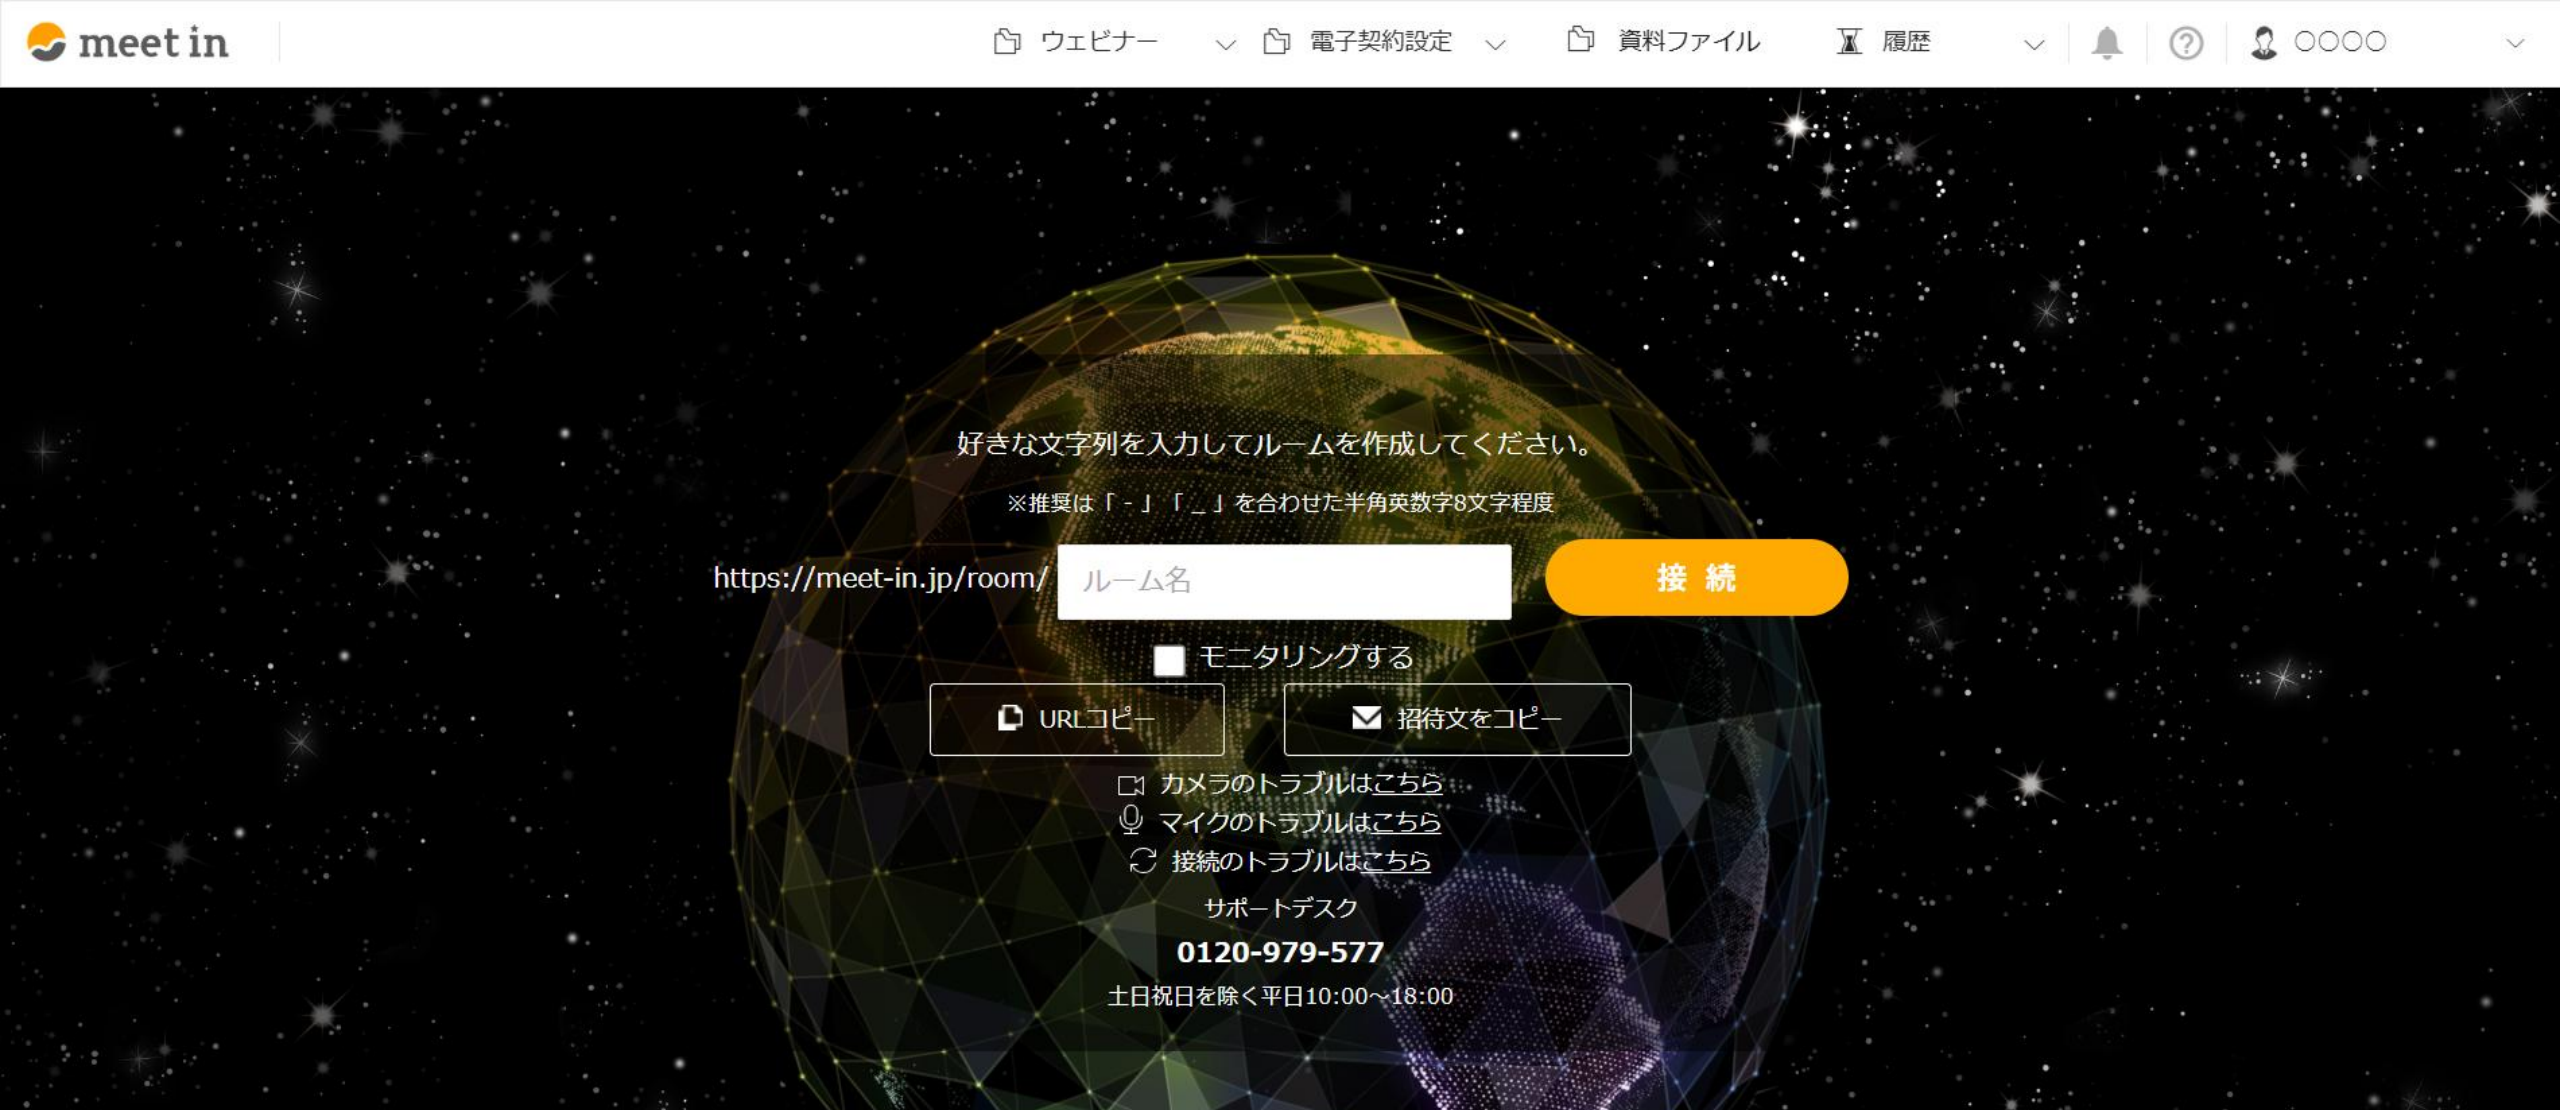 meet in
ウェビナー 電子契約設定 資料ファイル 履歴 〇〇〇〇
好きな文字列を入力してルームを作成してください。
※推奨は「 - 」「 _ 」を合わせた半角英数字8文字程度
https://meet-in.jp/room/ ルーム名 接 続
モニタリングする
URLコピー 招待文をコピー
カメラのトラブルはこちら
マイクのトラブルはこちら
接続のトラブルはこちら
サポートデスク
0120-979-577
土日祝日を除く平日10:00～18:00